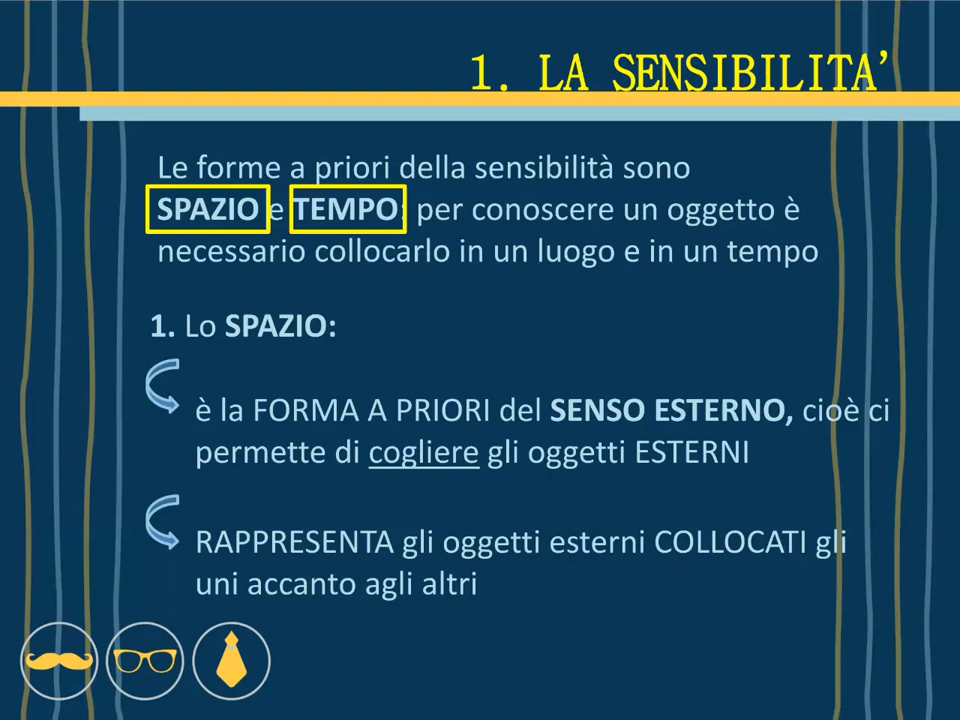 1. LA SENSIBILITA'
Le forme a priori della sensibilità sono
SPAZIO e TEMPO: per conoscere un oggetto è
necessario collocarlo in un luogo e in un tempo
1. Lo SPAZIO:
è la FORMA A PRIORI del SENSO ESTERNO, cioè ci
permette di cogliere gli oggetti ESTERNI
RAPPRESENTA gli oggetti esterni COLLOCATI gli
uni accanto agli altri